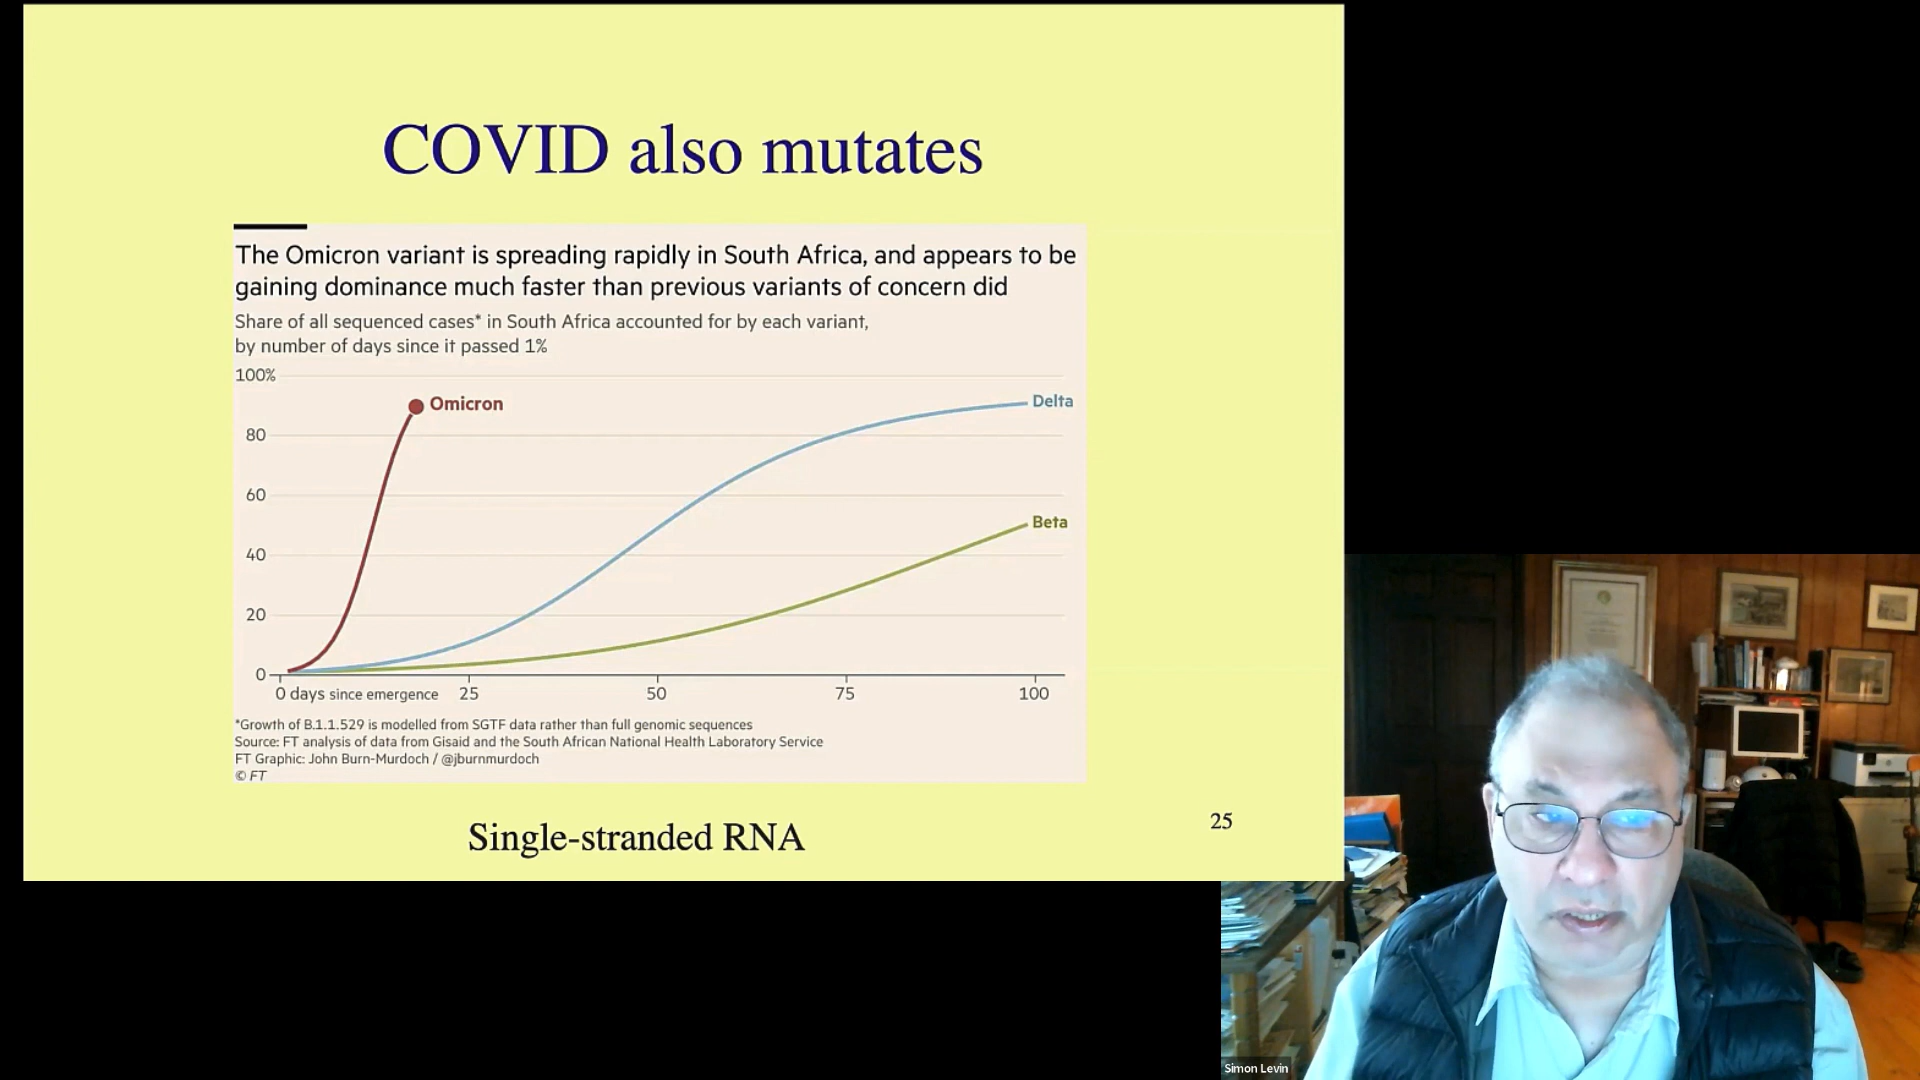 COVID also mutates
The Omicron variant is spreading rapidly in South Africa, and appears to be
gaining dominance much faster than previous variants of concern did
Share of all sequenced cases* in South Africa accounted for by each variant,
by number of days since it passed 1%
100%
80
60
40
20
0
Omicron
Delta
Beta
0 days since emergence 25 50 75 100
*Growth of B.1.1.529 is modelled from SGTF data rather than full genomic sequences
Source: FT analysis of data from Gisaid and the South African National Health Laboratory Service
FT Graphic: John Burn-Murdoch / @jburnmurdoch
© FT
Single-stranded RNA
25
Simon Levin